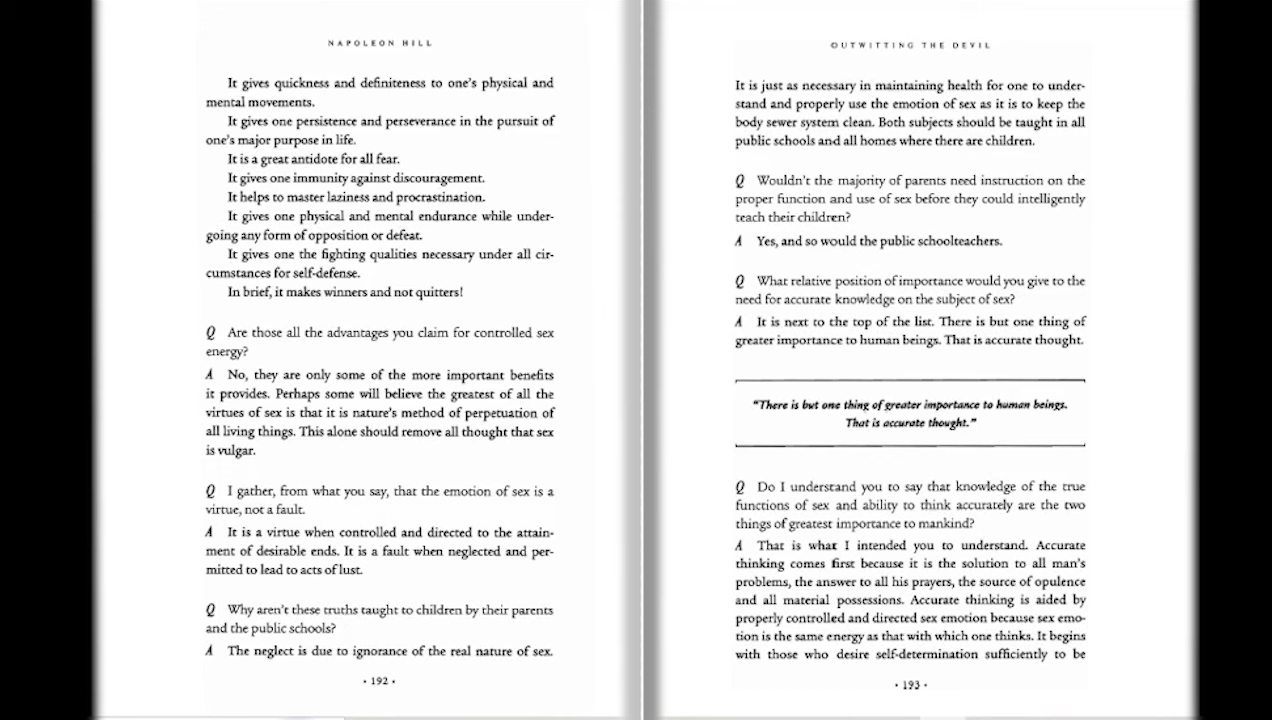 NAPOLEON HILL
It gives quickness and definiteness to one's physical and
mental movements.
It gives one persistence and perseverance in the pursuit of
one's major purpose in life.
It is a great antidote for all fear.
It gives one immunity against discouragement.
It helps to master laziness and procrastination.
It gives one physical and mental endurance while under-
going any form of opposition or defeat.
It gives one the fighting qualities necessary under all cir-
cumstances for self-defense.
In brief, it makes winners and not quitters!
Q Are those all the advantages you claim for controlled sex
energy?
A No, they are only some of the more important benefits
it provides. Perhaps some will believe the greatest of all the
virtues of sex is that it is nature's method of perpetuation of
all living things. This alone should remove all thought that sex
is vulgar.
Q I gather, from what you say, that the emotion of sex is a
virtue, not a fault.
A It is a virtue when controlled and directed to the attain-
ment of desirable ends. It is a fault when neglected and per-
mitted to lead to acts of lust.
Q Why aren't these truths taught to children by their parents
and the public schools?
A The neglect is due to ignorance of the real nature of sex.
• 192 •
OUTWITTING THE DEVIL
It is just as necessary in maintaining health for one to under-
stand and properly use the emotion of sex as it is to keep the
body sewer system clean. Both subjects should be taught in all
public schools and all homes where there are children.
Q Wouldn't the majority of parents need instruction on the
proper function and use of sex before they could intelligently
teach their children?
A Yes, and so would the public schoolteachers.
Q What relative position of importance would you give to the
need for accurate knowledge on the subject of sex?
A It is next to the top of the list. There is but one thing of
greater importance to human beings. That is accurate thought.
"There is but one thing of greater importance to human beings.
That is accurate thought."
Q Do I understand you to say that knowledge of the true
functions of sex and ability to think accurately are the two
things of greatest importance to mankind?
A That is what I intended you to understand. Accurate
thinking comes first because it is the solution to all man's
problems, the answer to all his prayers, the source of opulence
and all material possessions. Accurate thinking is aided by
properly controlled and directed sex emotion because sex emo-
tion is the same energy as that with which one thinks. It begins
with those who desire self-determination sufficiently to be
• 193 •